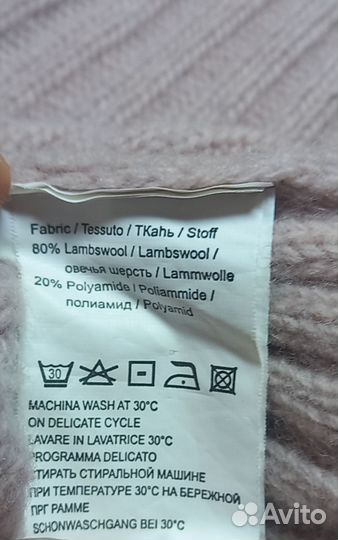 Fabric / Tessuto / TKahь / Stoff
80% Lambswool / Lambswool /
овечья шерсть / Lammwolle
20% Polyamide / Poliammide /
полиамид / Polyamid
30
MACHINA WASH AT 30°C
ON DELICATE CYCLE
LAVARE IN LAVATRICE 30°C
PROGRAMMA DELICATO
СТИРАТЬ СТИРАЛЬНОЙ МАШИНЕ
ПРИ ТЕМПЕРАТУРЕ 30°C НА БЕРЕЖНОЙ
ПРГ РАММЕ
SCHONWASCHGANG BEI 30°C
Avito